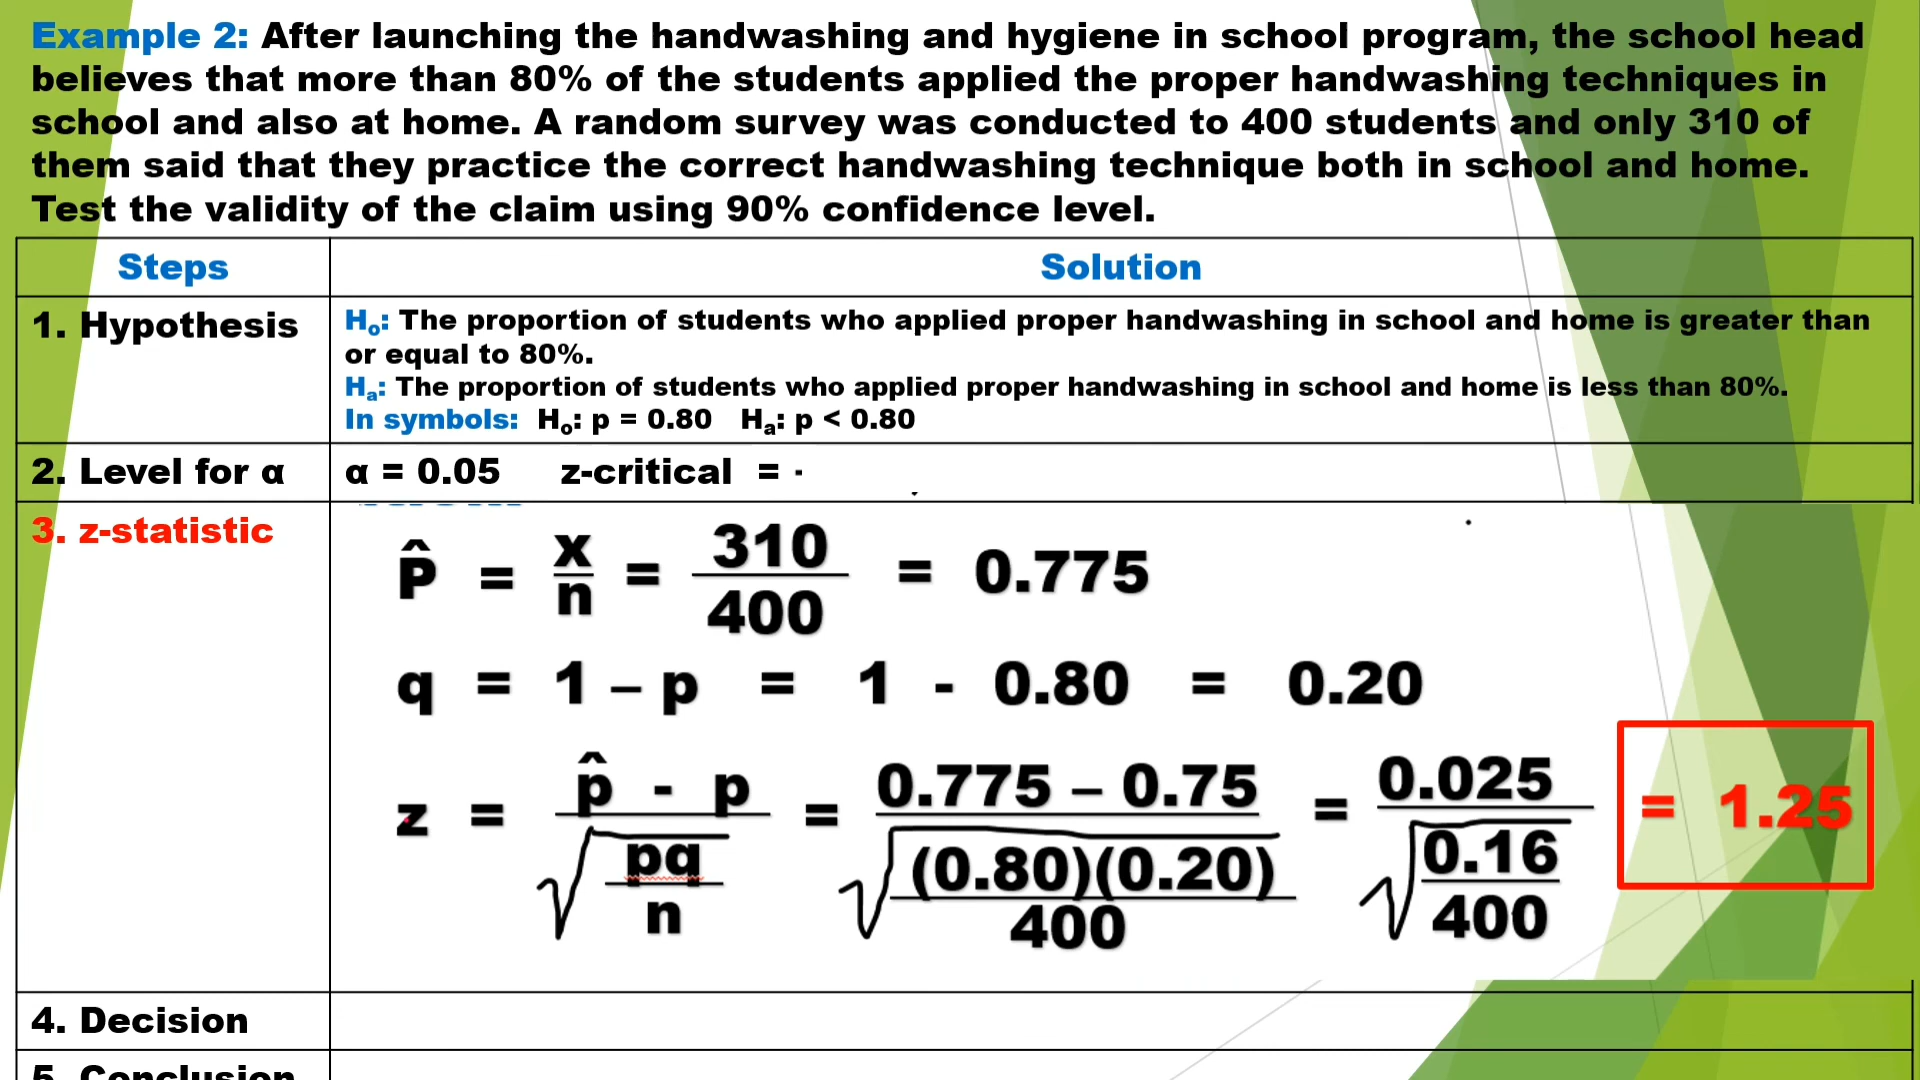 Example 2: After launching the handwashing and hygiene in school program, the school head
believes that more than 80% of the students applied the proper handwashing techniques in
school and also at home. A random survey was conducted to 400 students and only 310 of
them said that they practice the correct handwashing technique both in school and home.
Test the validity of the claim using 90% confidence level.
Steps Solution
1. Hypothesis
Hₒ: The proportion of students who applied proper handwashing in school and home is greater than
or equal to 80%.
Hₐ: The proportion of students who applied proper handwashing in school and home is less than 80%.
In symbols: Hₒ: p = 0.80 Hₐ: p < 0.80
2. Level for α α = 0.05 z-critical = -
3. z-statistic
P̂ = x/n = 310/400 = 0.775
q = 1 – p = 1 - 0.80 = 0.20
z = (p̂ - p)/√(pq/n) = (0.775 – 0.75)/√((0.80)(0.20)/400) = 0.025/√(0.16/400) = 1.25
4. Decision
5. Conclusion